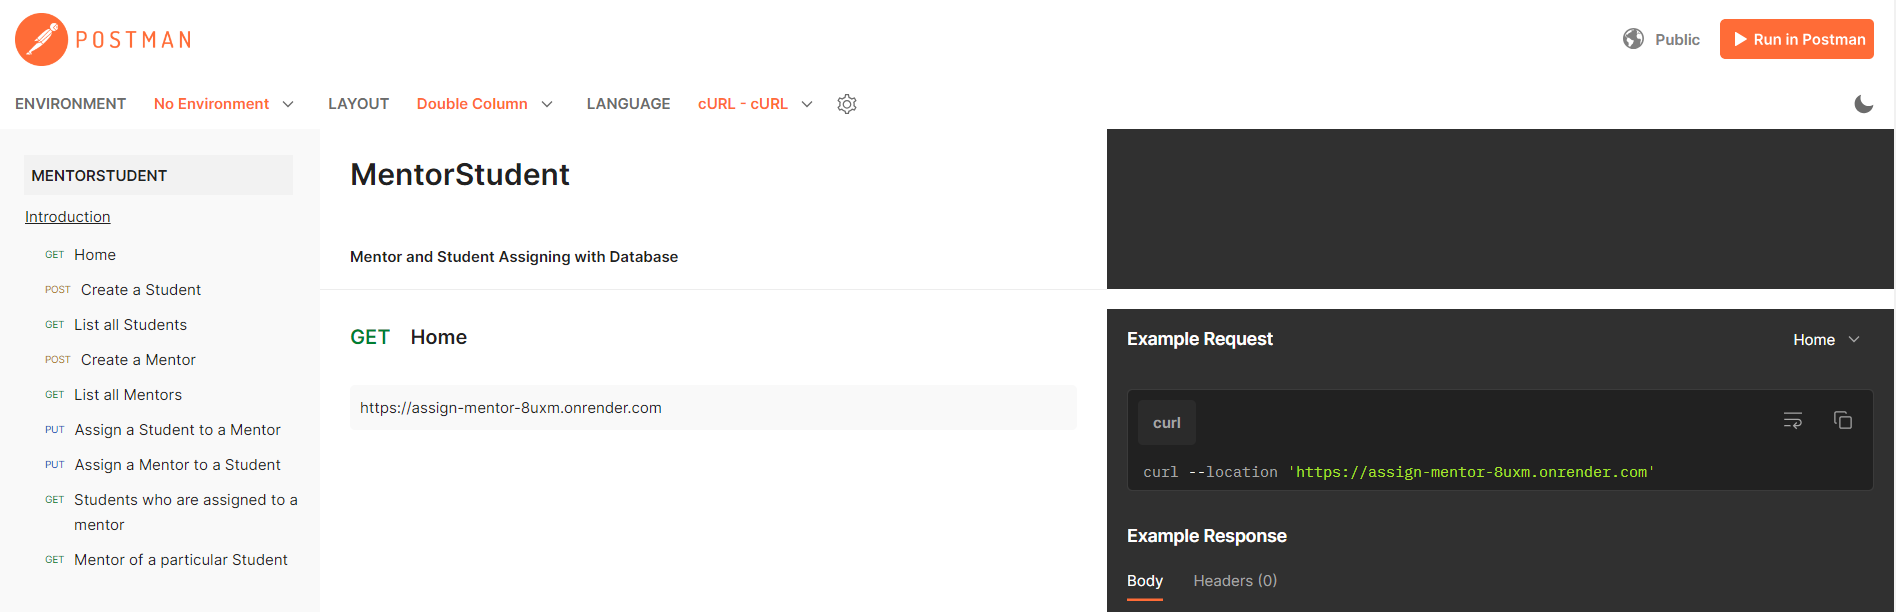 POSTMAN
Public
Run in Postman
ENVIRONMENT No Environment LAYOUT Double Column LANGUAGE cURL - cURL
MENTORSTUDENT
Introduction
GET Home
POST Create a Student
GET List all Students
POST Create a Mentor
GET List all Mentors
PUT Assign a Student to a Mentor
PUT Assign a Mentor to a Student
GET Students who are assigned to a
mentor
GET Mentor of a particular Student
MentorStudent
Mentor and Student Assigning with Database
GET Home
https://assign-mentor-8uxm.onrender.com
Example Request
Home
curl
curl --location 'https://assign-mentor-8uxm.onrender.com'
Example Response
Body Headers (0)